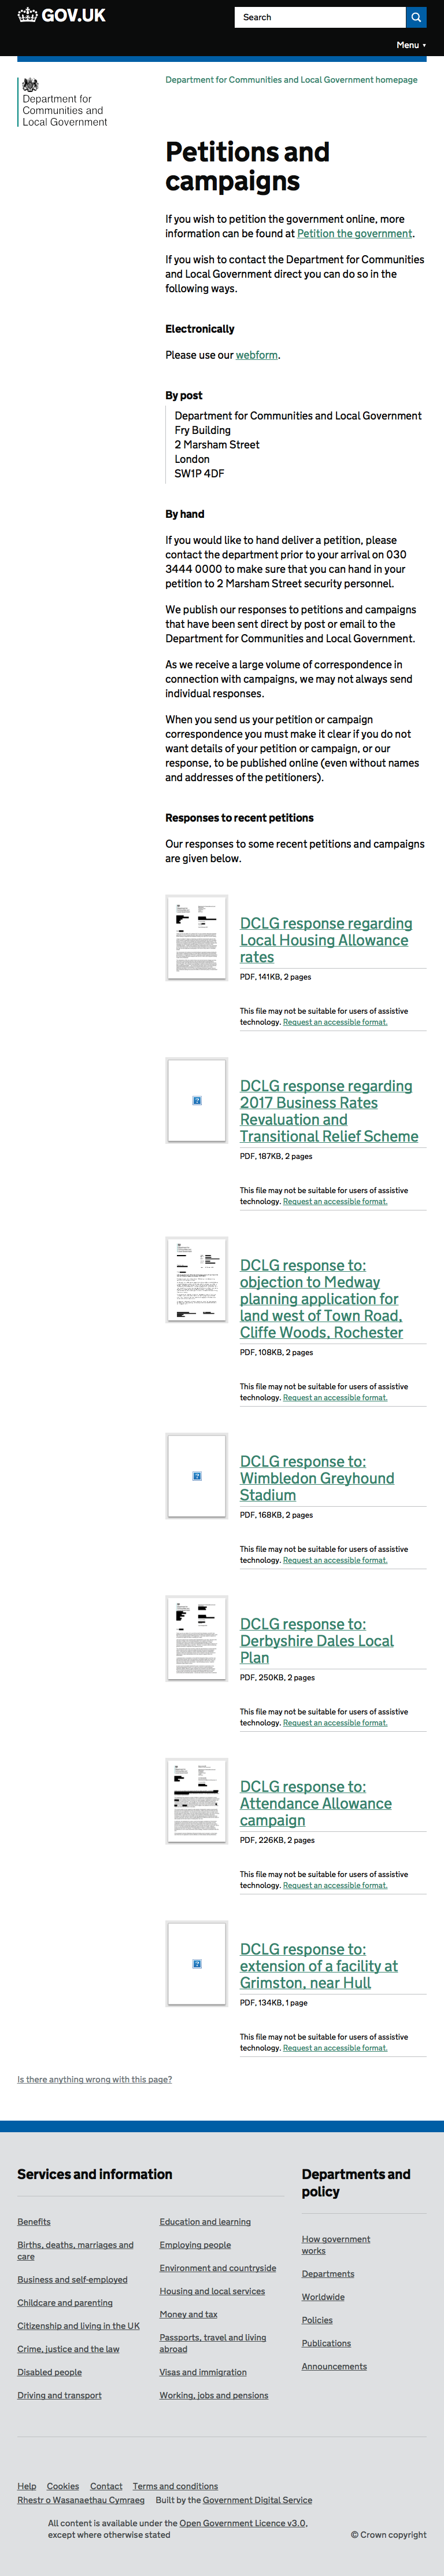 GOV.UK
Search
Menu ▼
Department for
Communities and
Local Government
Department for Communities and Local Government homepage
Petitions and
campaigns
If you wish to petition the government online, more
information can be found at Petition the government.
If you wish to contact the Department for Communities
and Local Government direct you can do so in the
following ways.
Electronically
Please use our webform.
By post
Department for Communities and Local Government
Fry Building
2 Marsham Street
London
SW1P 4DF
By hand
If you would like to hand deliver a petition, please
contact the department prior to your arrival on 030
3444 0000 to make sure that you can hand in your
petition to 2 Marsham Street security personnel.
We publish our responses to petitions and campaigns
that have been sent direct by post or email to the
Department for Communities and Local Government.
As we receive a large volume of correspondence in
connection with campaigns, we may not always send
individual responses.
When you send us your petition or campaign
correspondence you must make it clear if you do not
want details of your petition or campaign, or our
response, to be published online (even without names
and addresses of the petitioners).
Responses to recent petitions
Our responses to some recent petitions and campaigns
are given below.
DCLG response regarding
Local Housing Allowance
rates
PDF, 141KB, 2 pages
This file may not be suitable for users of assistive
technology. Request an accessible format.
DCLG response regarding
2017 Business Rates
Revaluation and
Transitional Relief Scheme
PDF, 187KB, 2 pages
This file may not be suitable for users of assistive
technology. Request an accessible format.
DCLG response to:
objection to Medway
planning application for
land west of Town Road,
Cliffe Woods, Rochester
PDF, 108KB, 2 pages
This file may not be suitable for users of assistive
technology. Request an accessible format.
DCLG response to:
Wimbledon Greyhound
Stadium
PDF, 168KB, 2 pages
This file may not be suitable for users of assistive
technology. Request an accessible format.
DCLG response to:
Derbyshire Dales Local
Plan
PDF, 250KB, 2 pages
This file may not be suitable for users of assistive
technology. Request an accessible format.
DCLG response to:
Attendance Allowance
campaign
PDF, 226KB, 2 pages
This file may not be suitable for users of assistive
technology. Request an accessible format.
DCLG response to:
extension of a facility at
Grimston, near Hull
PDF, 134KB, 1 page
This file may not be suitable for users of assistive
technology. Request an accessible format.
Is there anything wrong with this page?
Services and information
Benefits
Births, deaths, marriages and
care
Business and self-employed
Childcare and parenting
Citizenship and living in the UK
Crime, justice and the law
Disabled people
Driving and transport
Education and learning
Employing people
Environment and countryside
Housing and local services
Money and tax
Passports, travel and living
abroad
Visas and immigration
Working, jobs and pensions
Departments and
policy
How government
works
Departments
Worldwide
Policies
Publications
Announcements
Help Cookies Contact Terms and conditions
Rhestr o Wasanaethau Cymraeg Built by the Government Digital Service
All content is available under the Open Government Licence v3.0,
except where otherwise stated
© Crown copyright